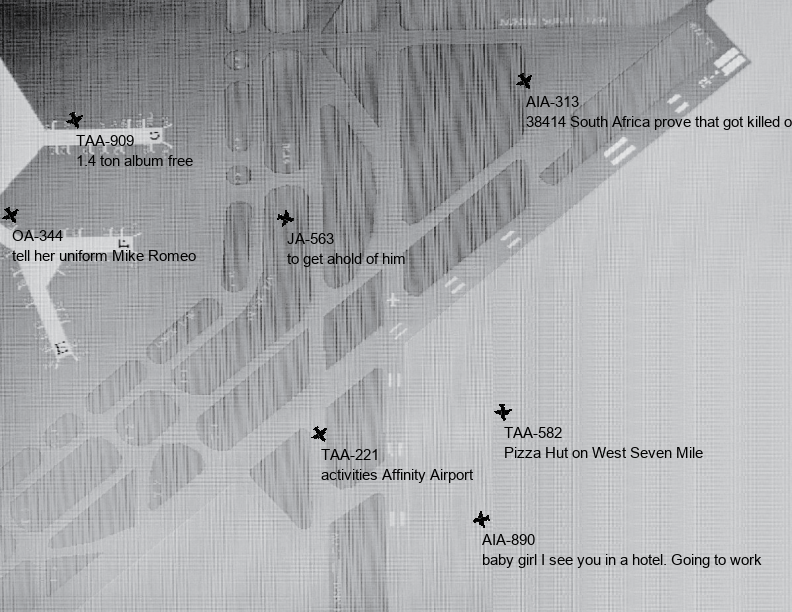 AIA-313
38414 South Africa prove that got killed o
TAA-909
1.4 ton album free
OA-344
tell her uniform Mike Romeo
JA-563
to get ahold of him
TAA-582
Pizza Hut on West Seven Mile
TAA-221
activities Affinity Airport
AIA-890
baby girl I see you in a hotel. Going to work